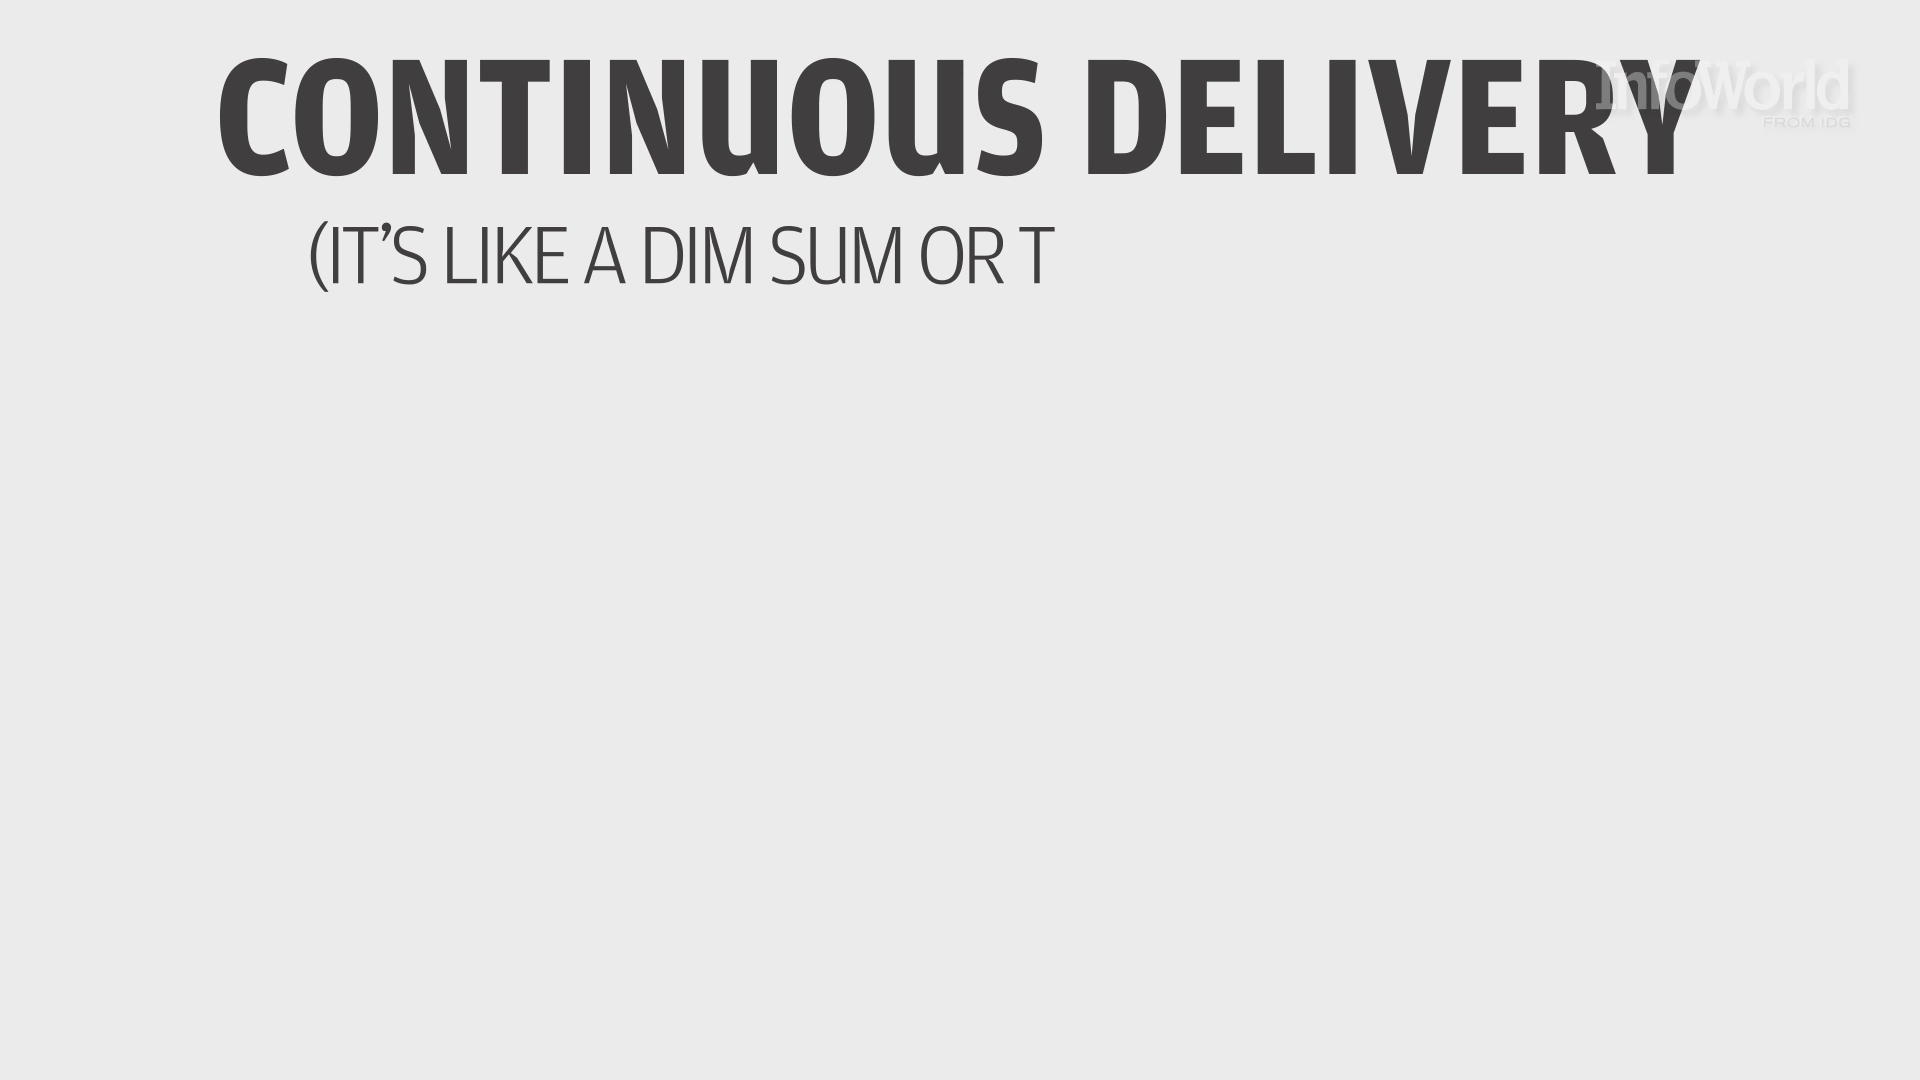 CONTINUOUS DELIVERY
InfoWorld
FROM IDG
(IT’S LIKE A DIM SUM OR T